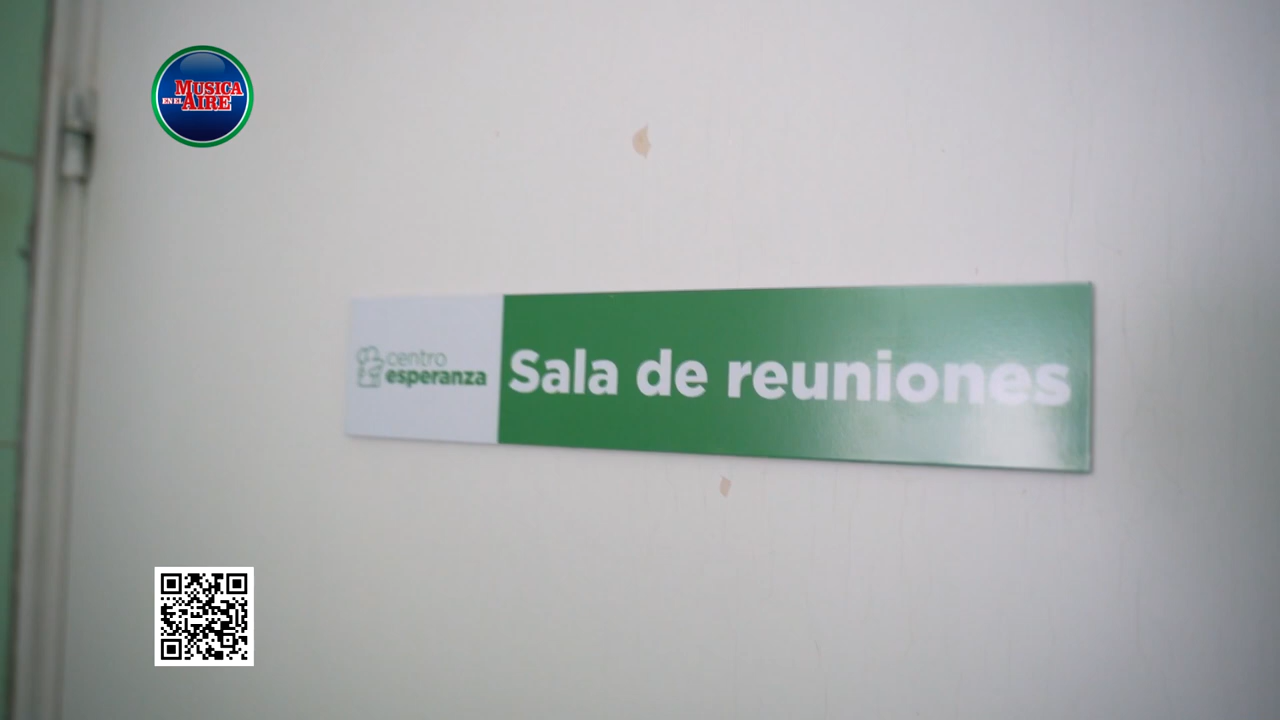 MUSICA
EN EL AIRE
centro
esperanza
Sala de reuniones